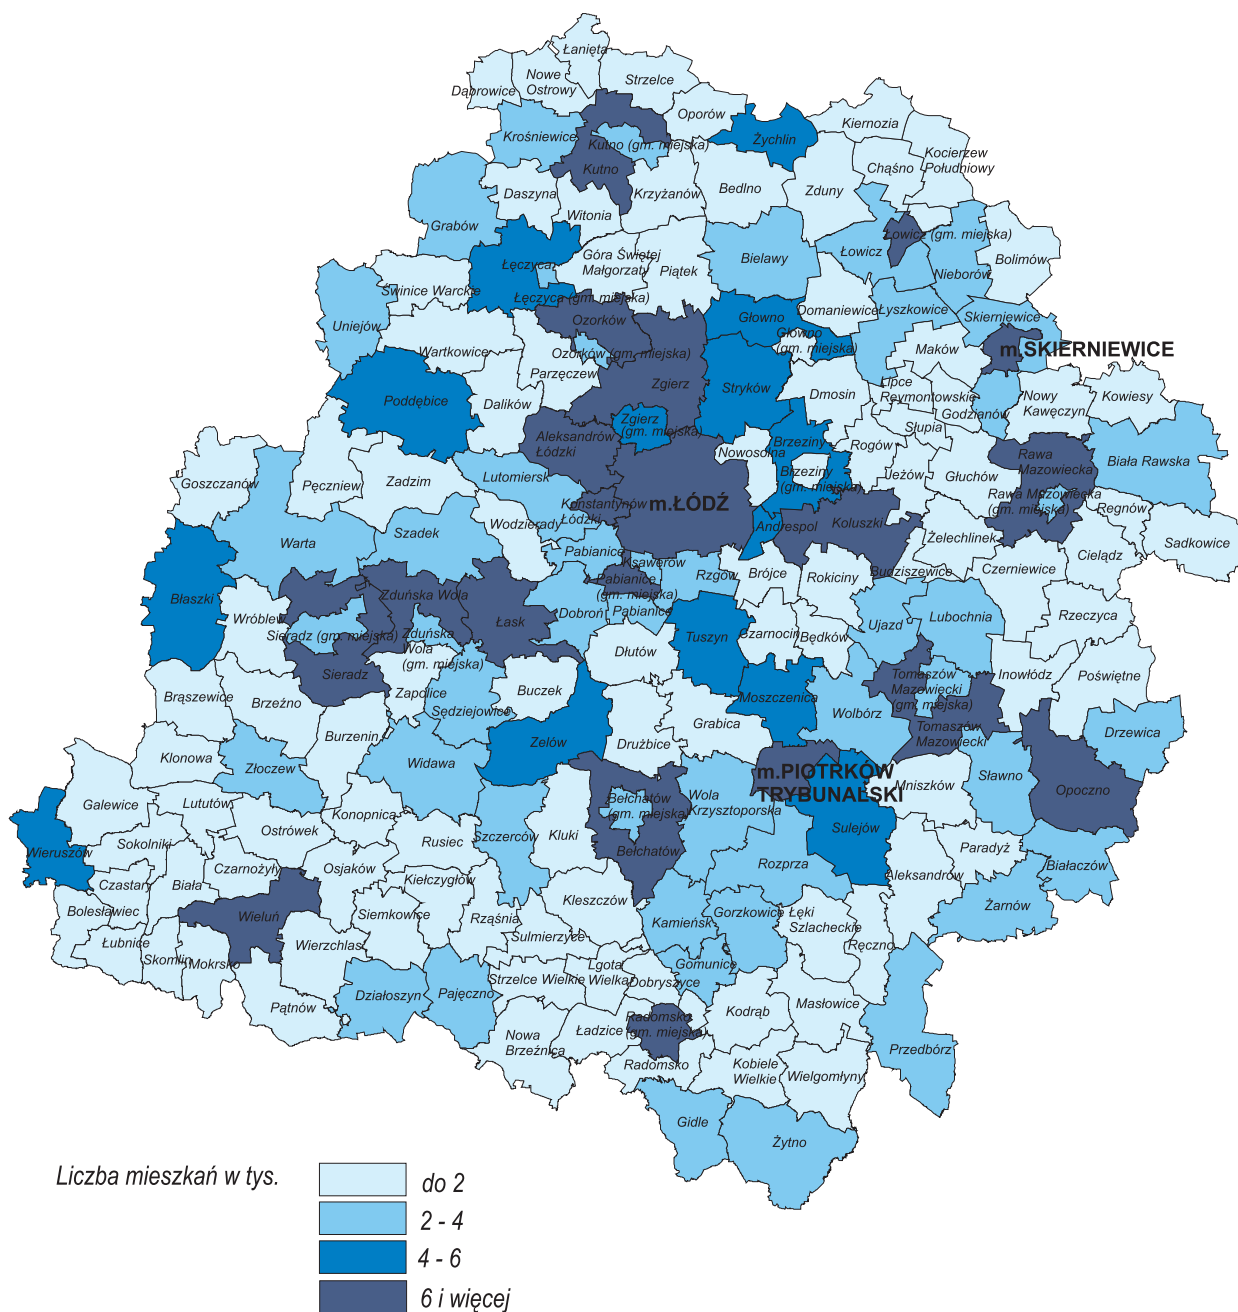 Łanięta
Nowe
Ostrowy
Strzelce
Dąbrowice
Oporów
Krośniewice
Kutno (gm. miejska)
Kutno
Żychlin
Kiernozia
Kocierzew
Południowy
Chąśno
Daszyna
Krzyżanów
Bedlno
Zduny
Witonia
Grabów
Łowicz (gm. miejska)
Łowicz
Nieborów
Bolimów
Łęczyca
Góra Świętej
Małgorzaty
Piątek
Bielawy
Świnice Warckie
Łęczyca (gm. miejska)
Uniejów
Ozorków
Głowno
Domaniewice
Łyszkowice
Skierniewice
Głowno
(gm. miejska)
m.SKIERNIEWICE
Wartkowice
Ozorków (gm. miejska)
Maków
Parzęczew
Zgierz
Poddębice
Dalików
Stryków
Dmosin
Lipce
Reymontowskie
Godzianów
Nowy
Kawęczyn
Kowiesy
Słupia
Zgierz
(gm. miejska)
Aleksandrów
Łódzki
Nowosolna
Brzeziny
Rogów
Rawa
Mazowiecka
Biała Rawska
Goszczanów
Pęczniew
Zadzim
Lutomiersk
Brzeziny
(gm. miejska)
Jeżów
Głuchów
Rawa Mazowiecka
(gm. miejska)
Regnów
Konstantynów
Łódzki
m.ŁÓDŹ
Wodzierady
Andrespol
Koluszki
Żelechlinek
Sadkowice
Warta
Szadek
Pabianice
Ksawerów
Cielądz
Błaszki
Pabianice
(gm. miejska)
Rzgów
Brójce
Rokiciny
Budziszewice
Czerniewice
Zduńska Wola
Wróblew
Sieradz (gm. miejska)
Zduńska
Wola
(gm. miejska)
Łask
Dobroń
Pabianice
Lubochnia
Rzeczyca
Ujazd
Tuszyn
Czarnocin
Będków
Sieradz
Dłutów
Tomaszów
Mazowiecki
(gm. miejska)
Inowłódz
Poświętne
Brąszewice
Brzeźno
Zapolice
Sędziejowice
Buczek
Moszczenica
Wolbórz
Grabica
Tomaszów
Mazowiecki
Drzewica
Burzenin
Zelów
Drużbice
Klonowa
Złoczew
Widawa
m.PIOTRKÓW
TRYBUNALSKI
Mniszków
Sławno
Opoczno
Galewice
Lututów
Konopnica
Bełchatów
(gm. miejska)
Wola
Krzysztoporska
Ostrówek
Rusiec
Szczerców
Kluki
Sulejów
Sokolniki
Wieruszów
Bełchatów
Paradyż
Czarnożyły
Osjaków
Kiełczygłów
Rozprza
Aleksandrów
Białaczów
Czastary
Biała
Kleszczów
Bolesławiec
Wieluń
Siemkowice
Rząśnia
Kamieńsk
Gorzkowice
Łęki
Szlacheckie
Żarnów
Łubnice
Wierzchlas
Sulmierzyce
Ręczno
Skomlin
Mokrsko
Strzelce Wielkie
Lgota
Wielka
Gomunice
Dobryszyce
Działoszyn
Pajęczno
Pątnów
Kodrąb
Masłowice
Radomsko
(gm. miejska)
Nowa
Brzeźnica
Ładzice
Przedbórz
Radomsko
Kobiele
Wielkie
Wielgomłyny
Gidle
Żytno
Liczba mieszkań w tys.
do 2
2 - 4
4 - 6
6 i więcej